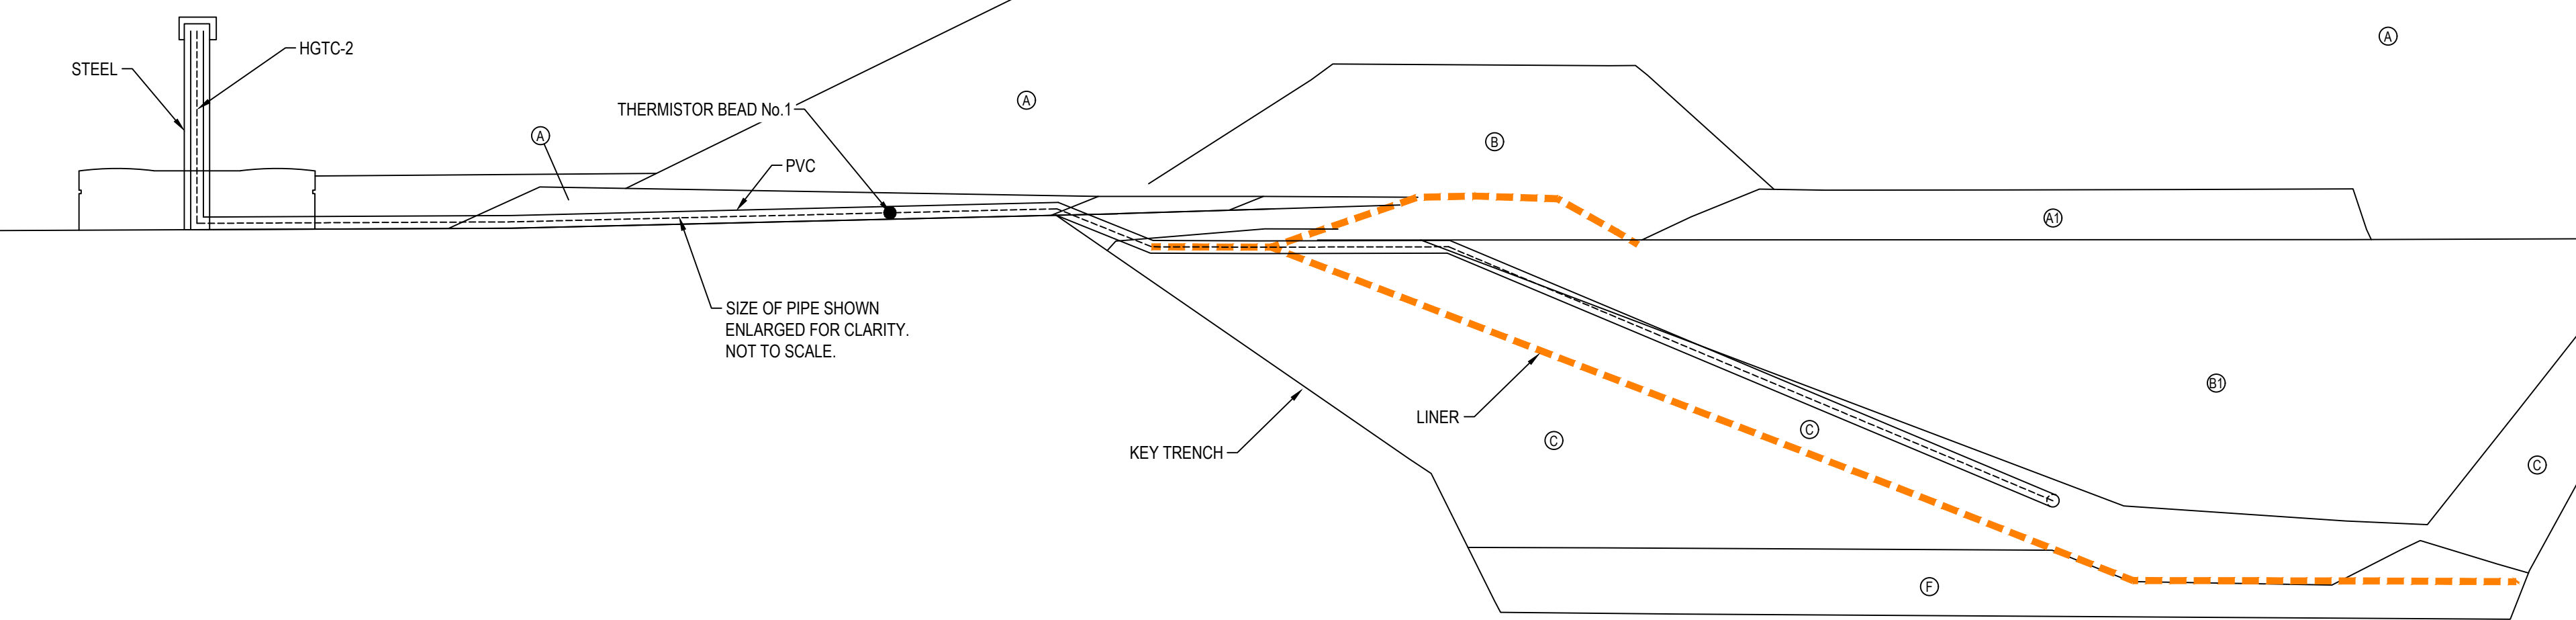 HGTC-2
STEEL
A
THERMISTOR BEAD No.1
A
A
B
PVC
A1
SIZE OF PIPE SHOWN
ENLARGED FOR CLARITY.
NOT TO SCALE.
B1
LINER
C
C
KEY TRENCH
C
F